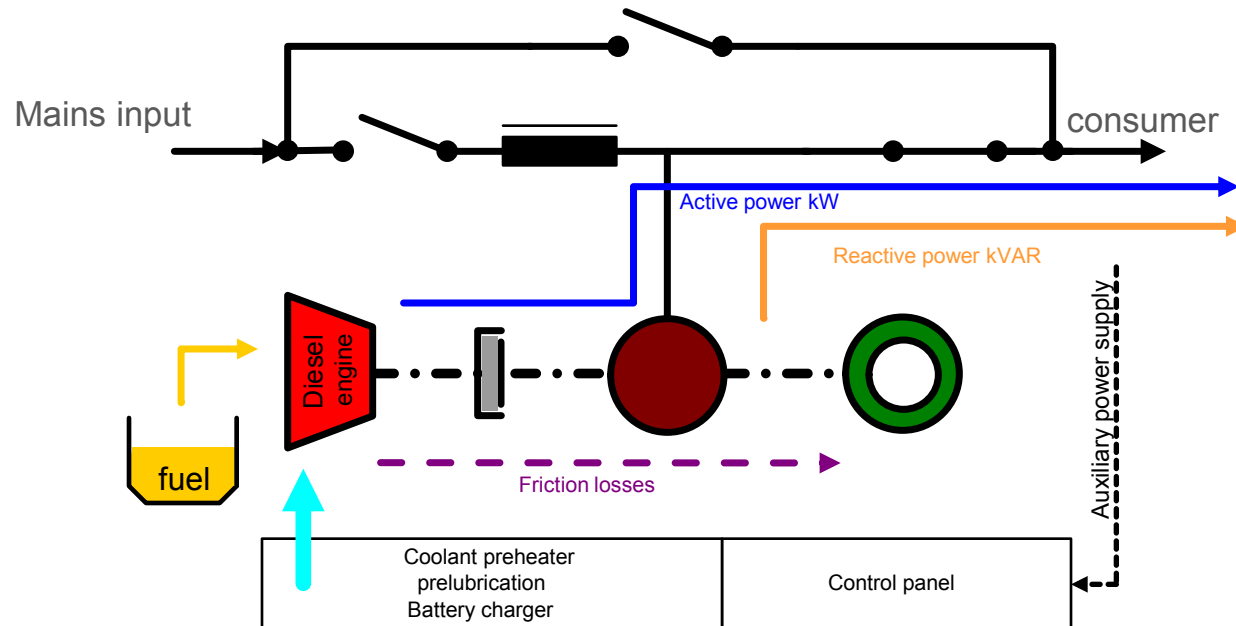 Mains input
consumer
Active power kW
Reactive power kVAR
Diesel
engine
Auxiliary power supply
fuel
Friction losses
Coolant preheater
prelubrication
Battery charger
Control panel